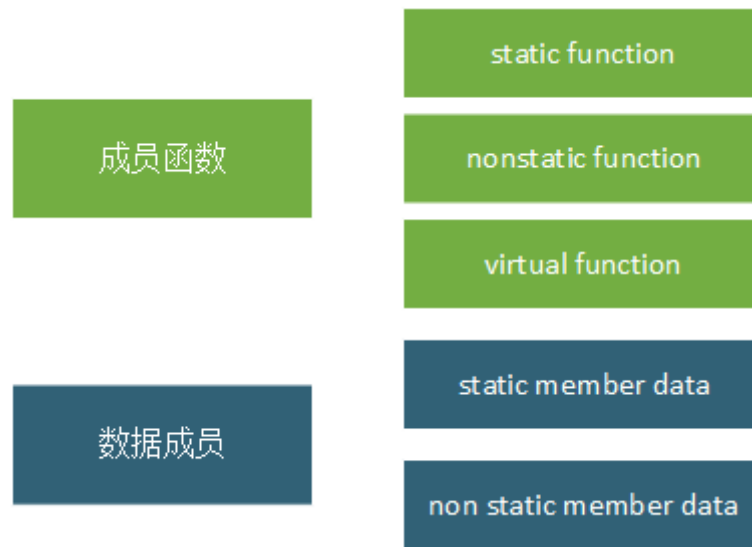 static function
成员函数
nonstatic function
virtual function
static member data
数据成员
non static member data